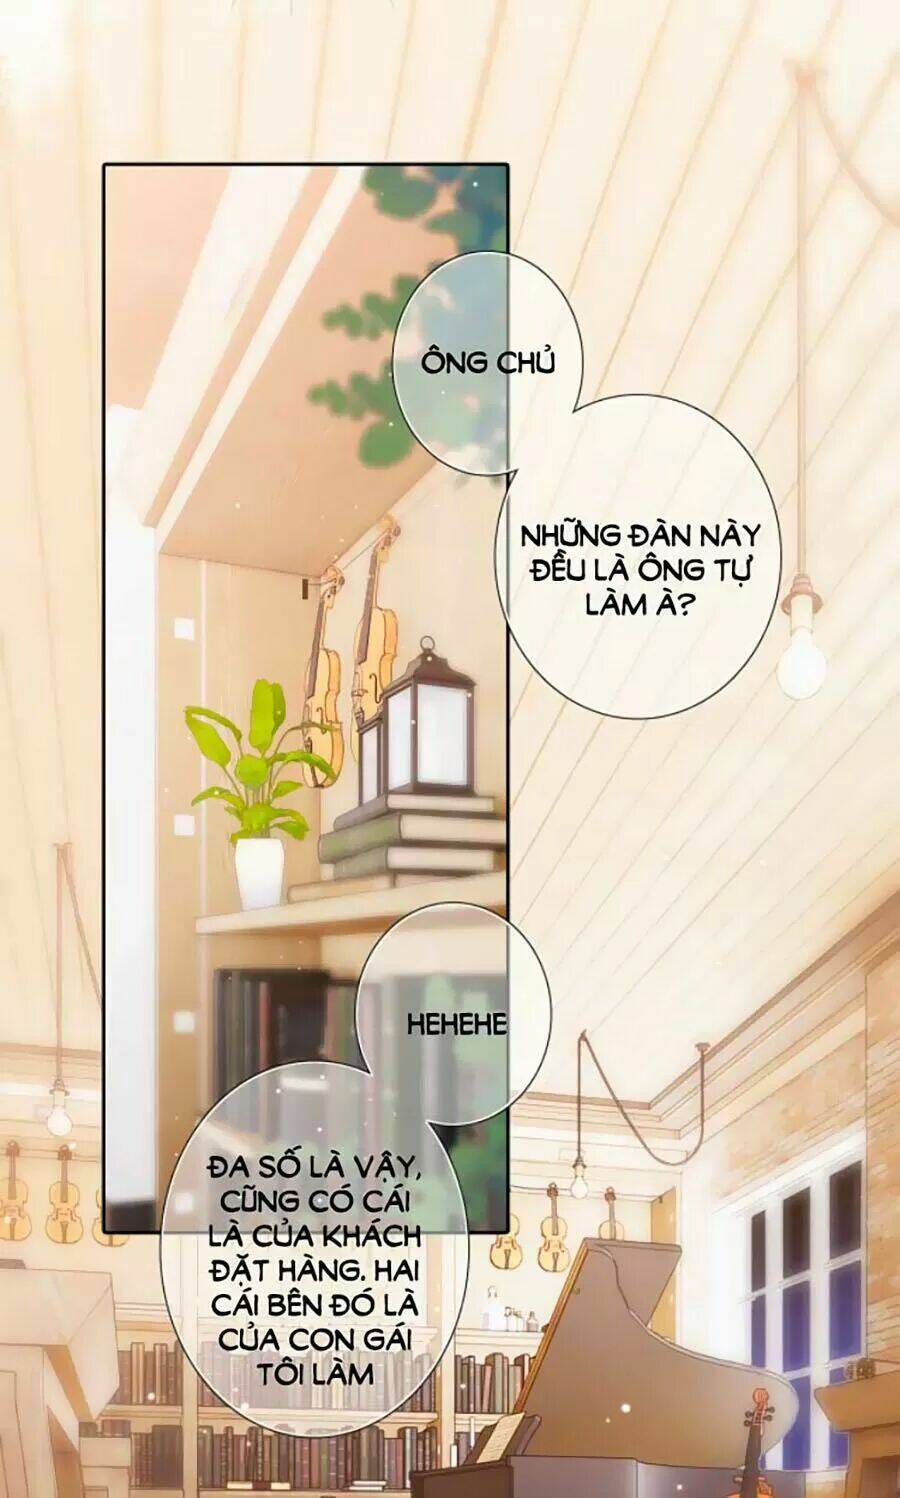 ÔNG CHỦ
NHỮNG ĐÀN NÀY
ĐỀU LÀ ÔNG TỰ
LÀM À?
HEHEHE
ĐA SỐ LÀ VẬY,
CŨNG CÓ CÁI
LÀ CỦA KHÁCH
ĐẶT HÀNG. HAI
CÁI BÊN ĐÓ LÀ
CỦA CON GÁI
TÔI LÀM